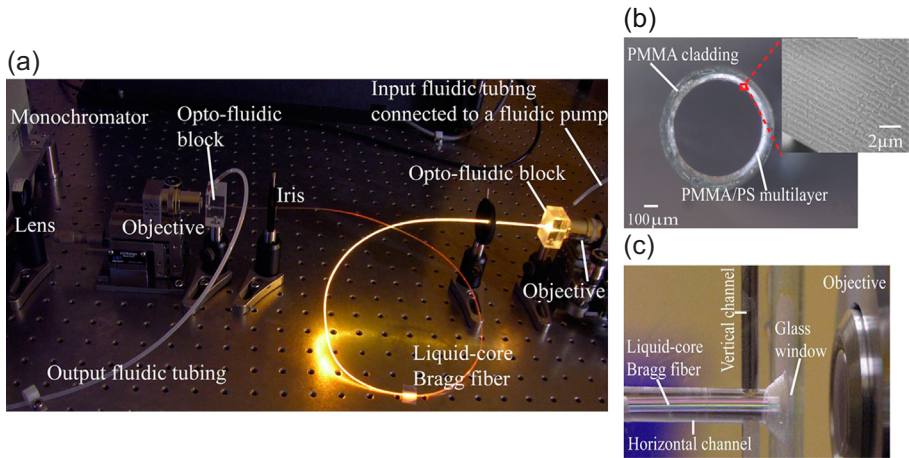 (a)
Monochromator
Opto-fluidic
block
Input fluidic tubing
connected to a fluidic pump
Opto-fluidic block
Iris
Lens
Objective
Objective
Liquid-core
Bragg fiber
Output fluidic tubing
(b)
PMMA cladding
2μm
PMMA/PS multilayer
100μm
(c)
Objective
Vertical channel
Glass
window
Liquid-core
Bragg fiber
Horizontal channel